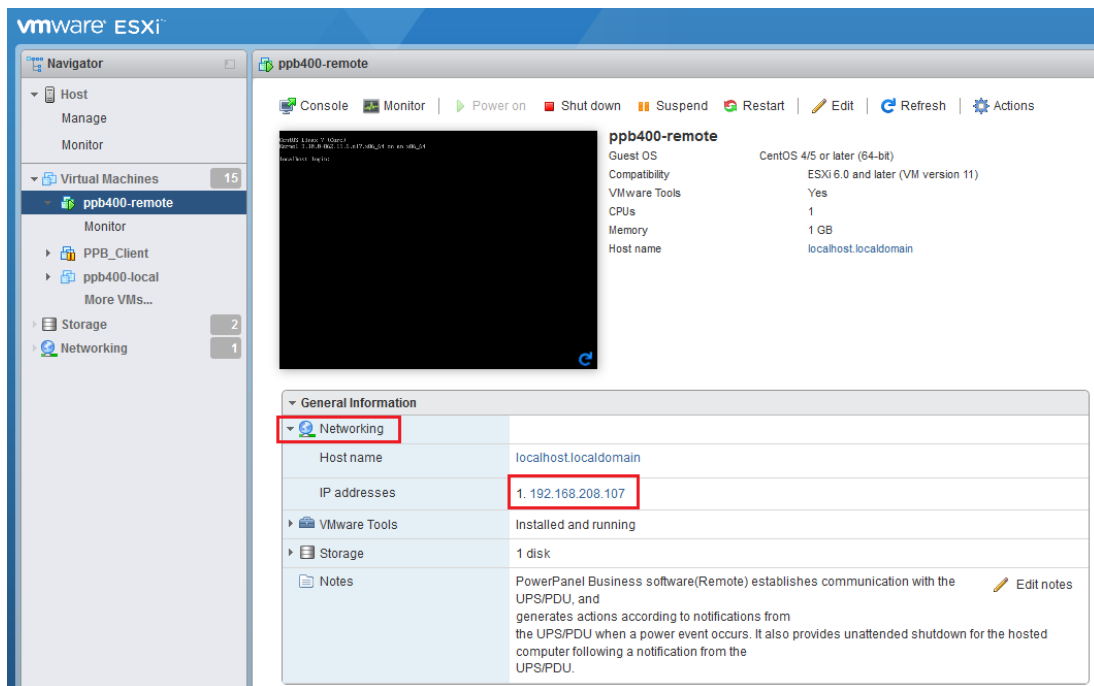 vmware ESXi
Navigator
Host
Manage
Monitor
Virtual Machines 15
ppb400-remote
Monitor
PPB_Client
ppb400-local
More VMs...
Storage 2
Networking 1
ppb400-remote
Console Monitor Power on Shut down Suspend Restart Edit Refresh Actions
CentOS Linux 7 (Core)
localhost login:
ppb400-remote
Guest OS CentOS 4/5 or later (64-bit)
Compatibility ESXi 6.0 and later (VM version 11)
VMware Tools Yes
CPUs 1
Memory 1 GB
Host name localhost.localdomain
General Information
Networking
Host name localhost.localdomain
IP addresses 1. 192.168.208.107
VMware Tools Installed and running
Storage 1 disk
Notes PowerPanel Business software(Remote) establishes communication with the Edit notes
UPS/PDU, and
generates actions according to notifications from
the UPS/PDU when a power event occurs. It also provides unattended shutdown for the hosted
computer following a notification from the
UPS/PDU.